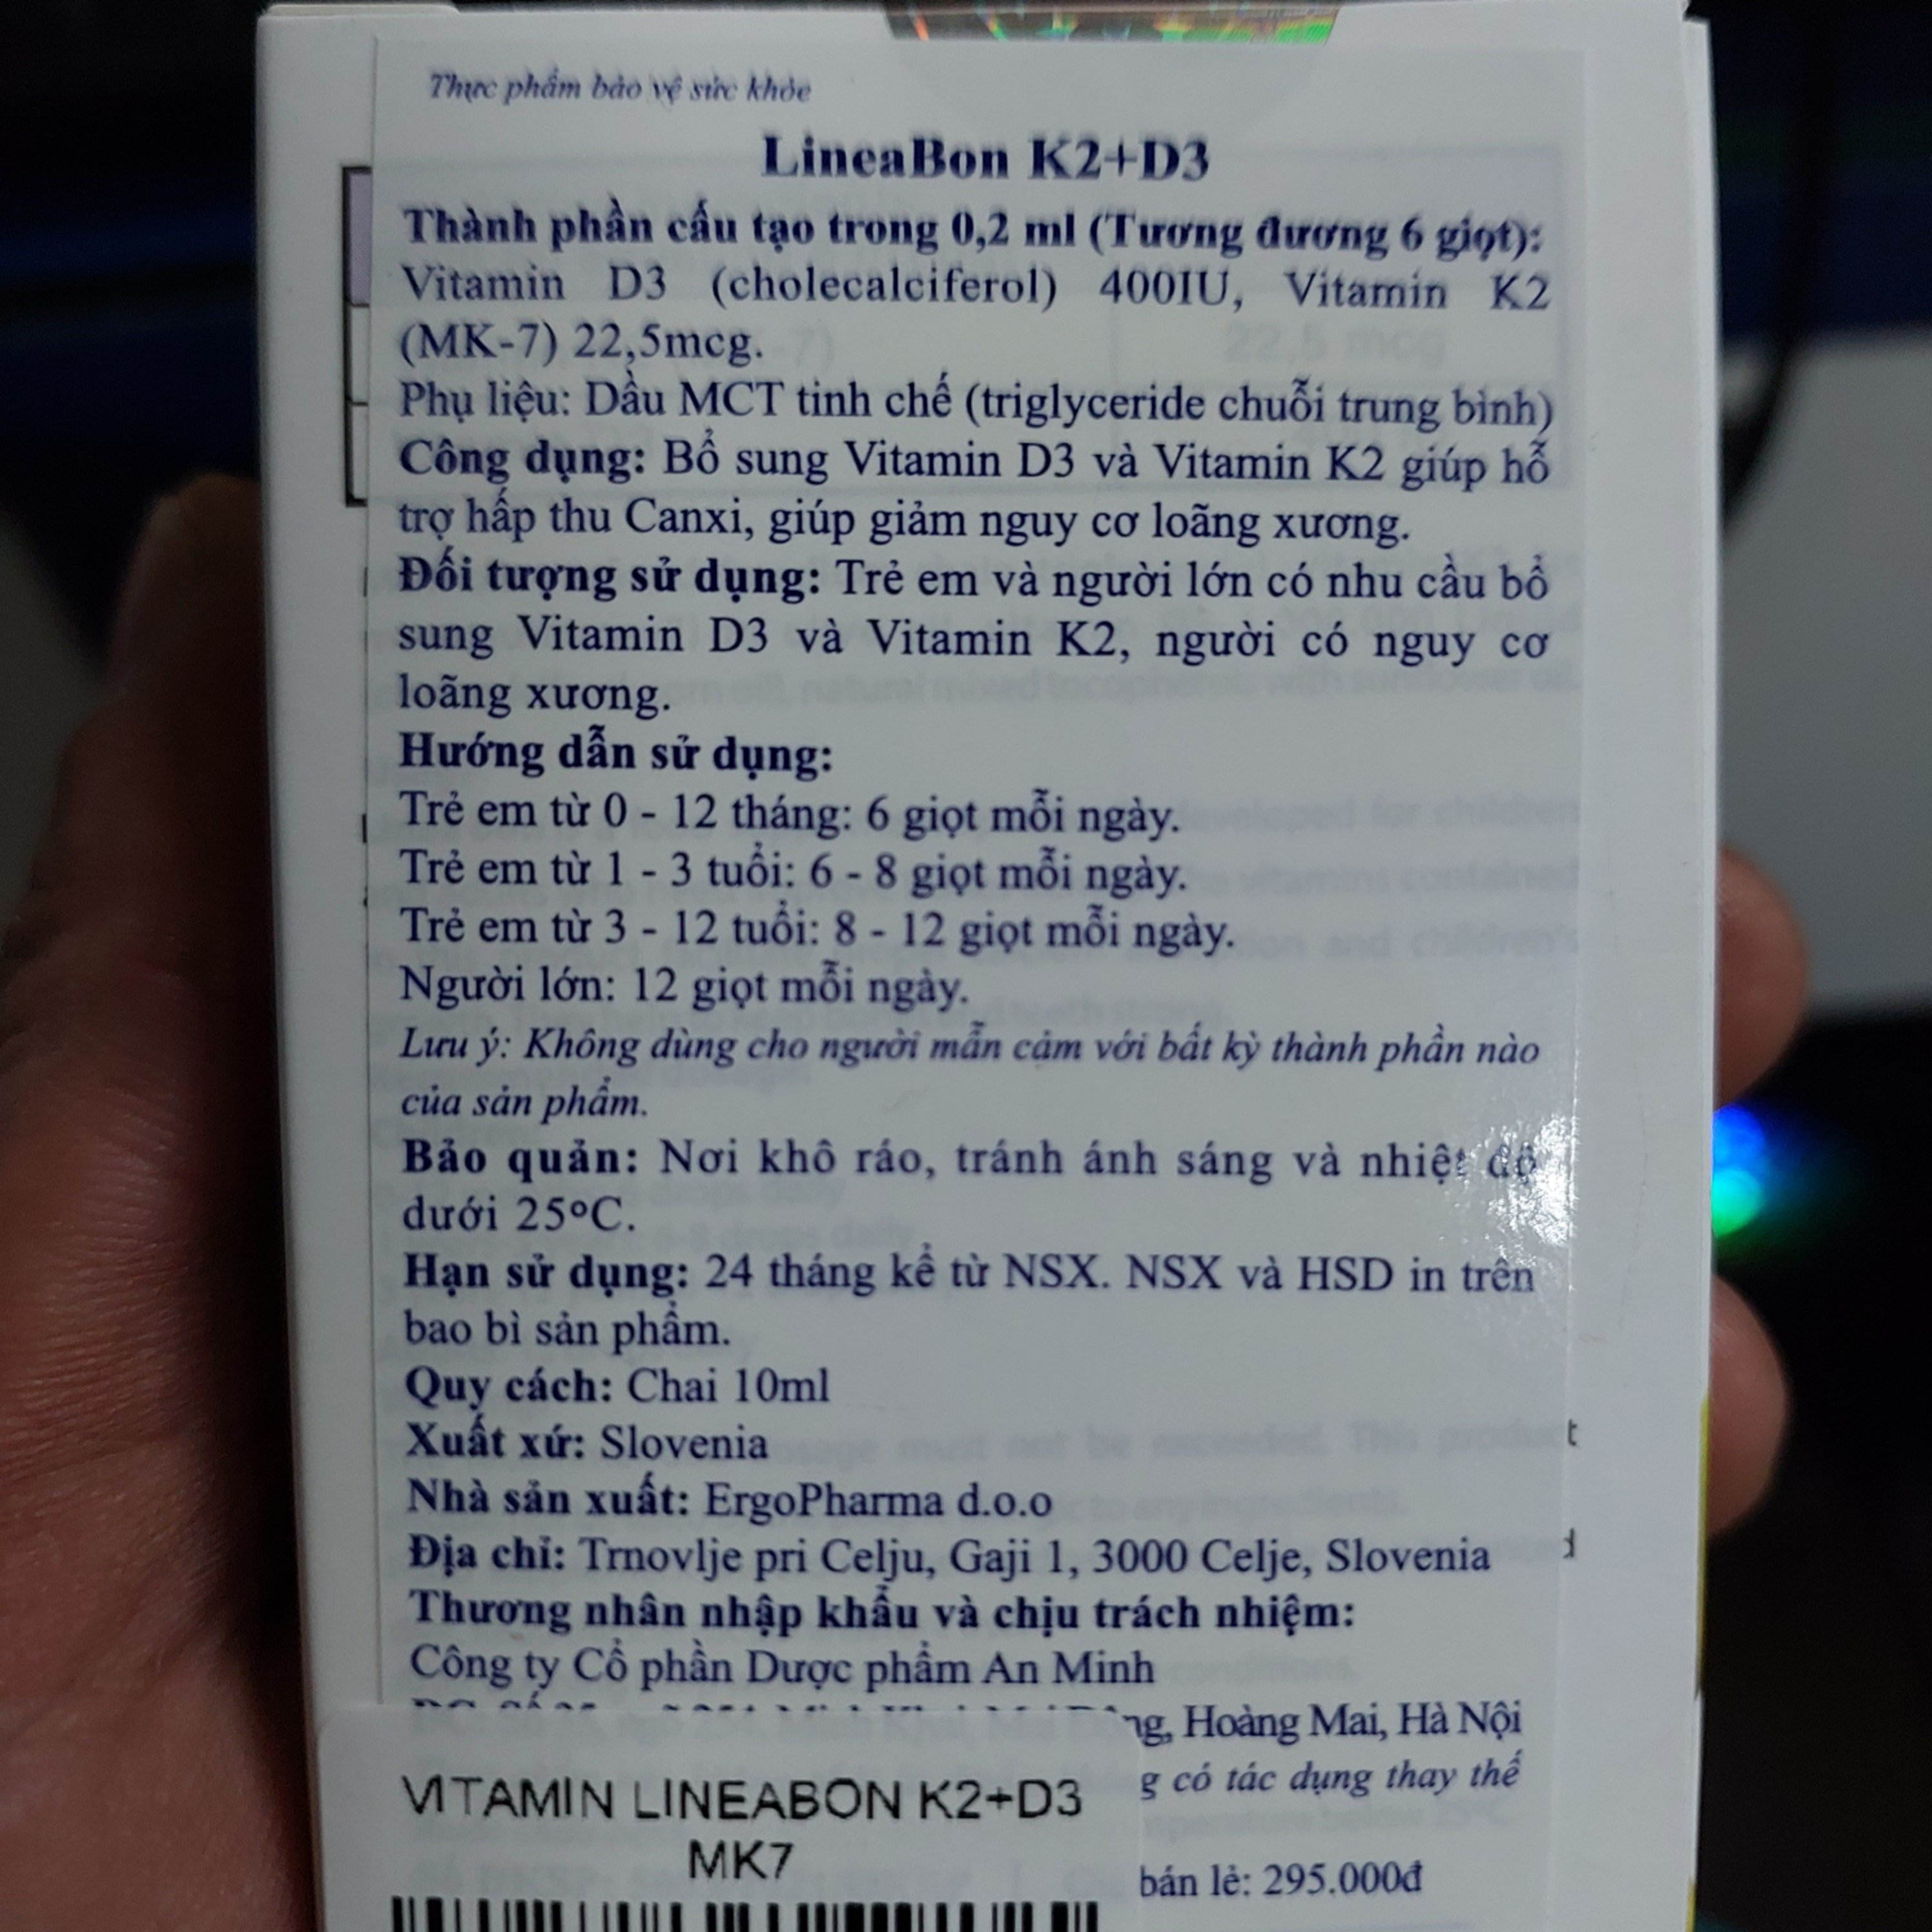 Thực phẩm bảo vệ sức khỏe
LineaBon K2+D3
Thành phần cấu tạo trong 0,2 ml (Tương đương 6 giọt):
Vitamin D3 (cholecalciferol) 400IU, Vitamin K2
(MK-7) 22,5mcg.
Phụ liệu: Dầu MCT tinh chế (triglyceride chuỗi trung bình)
Công dụng: Bổ sung Vitamin D3 và Vitamin K2 giúp hỗ
trợ hấp thu Canxi, giúp giảm nguy cơ loãng xương.
Đối tượng sử dụng: Trẻ em và người lớn có nhu cầu bổ
sung Vitamin D3 và Vitamin K2, người có nguy cơ
loãng xương.
Hướng dẫn sử dụng:
Trẻ em từ 0 - 12 tháng: 6 giọt mỗi ngày.
Trẻ em từ 1 - 3 tuổi: 6 - 8 giọt mỗi ngày.
Trẻ em từ 3 - 12 tuổi: 8 - 12 giọt mỗi ngày.
Người lớn: 12 giọt mỗi ngày.
Lưu ý: Không dùng cho người mẫn cảm với bất kỳ thành phần nào
của sản phẩm.
Bảo quản: Nơi khô ráo, tránh ánh sáng và nhiệt độ
dưới 25°C.
Hạn sử dụng: 24 tháng kể từ NSX. NSX và HSD in trên
bao bì sản phẩm.
Quy cách: Chai 10ml
Xuất xứ: Slovenia
Nhà sản xuất: ErgoPharma d.o.o
Địa chỉ: Trnovlje pri Celju, Gaji 1, 3000 Celje, Slovenia
Thương nhân nhập khẩu và chịu trách nhiệm:
Công ty Cổ phần Dược phẩm An Minh
Hoàng Mai, Hà Nội
có tác dụng thay thế
bán lẻ: 295.000đ
VITAMIN LINEABON K2+D3
MK7